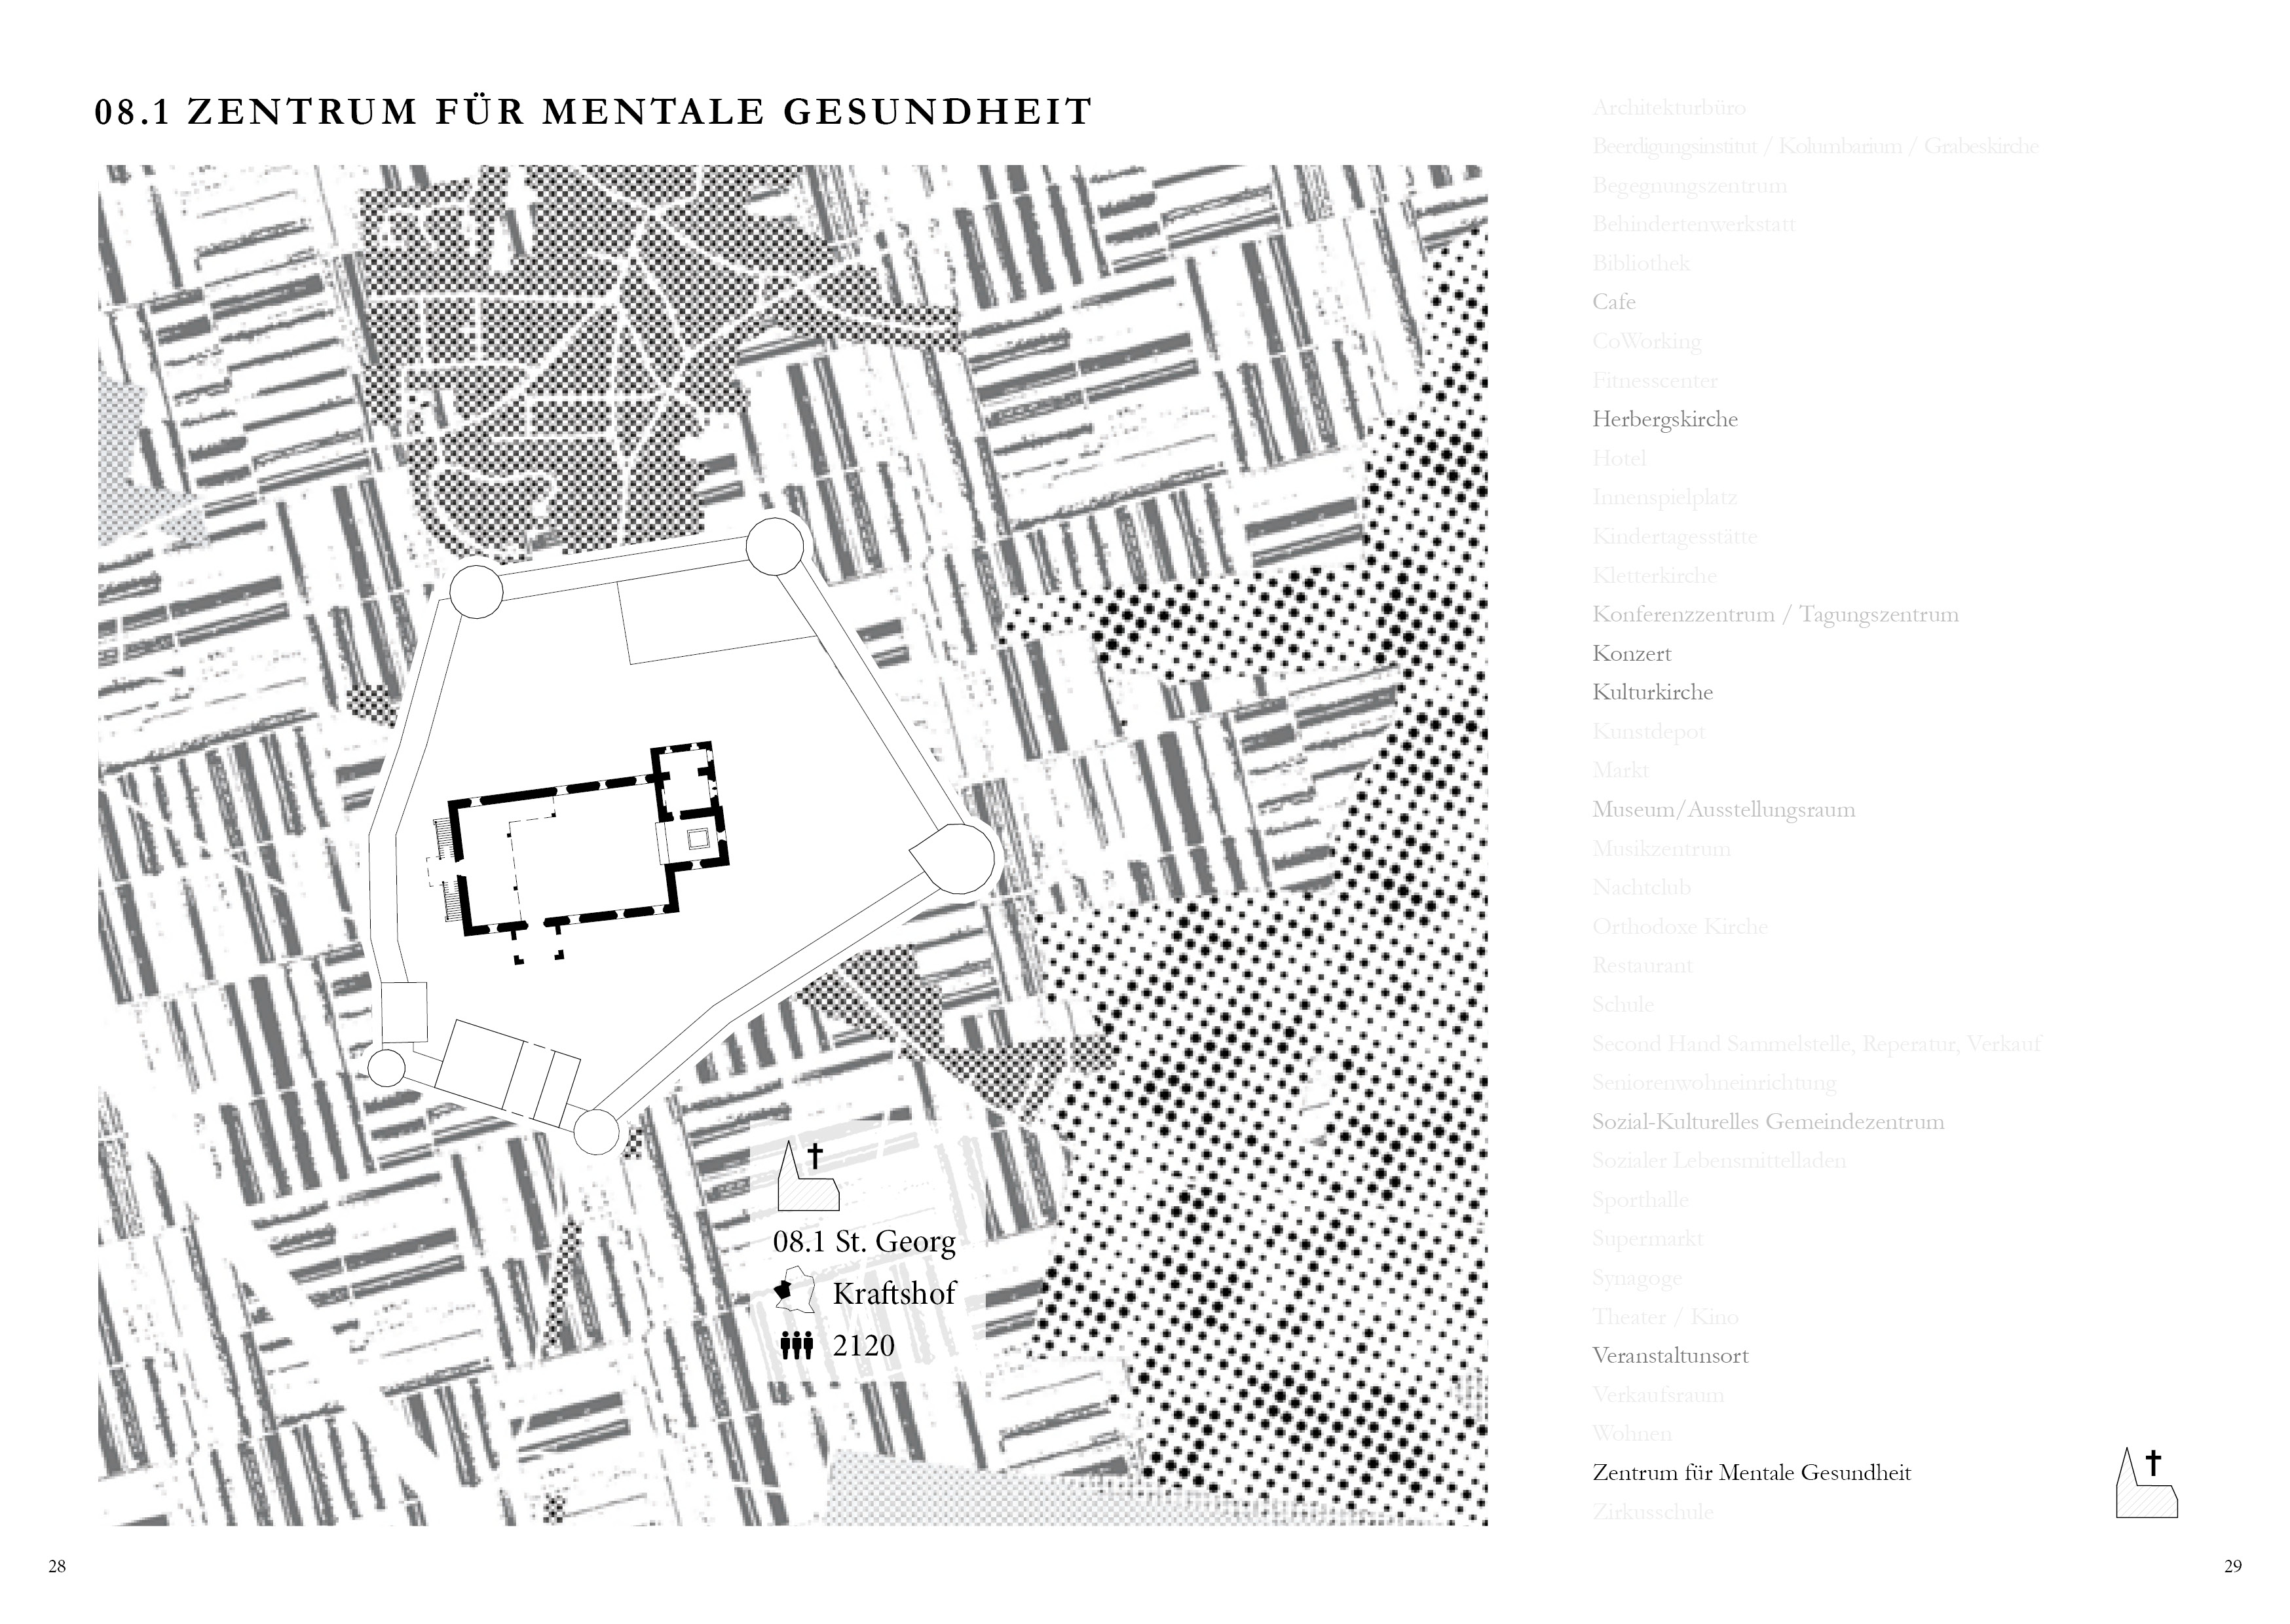 08.1 ZENTRUM FÜR MENTALE GESUNDHEIT
08.1 St. Georg
Kraftshof
2120
28
Architekturbüro
Beerdigungsinstitut / Kolumbarium / Grabeskirche
Begegnungszentrum
Behindertenwerkstatt
Bibliothek
Cafe
CoWorking
Fitnesscenter
Herbergskirche
Hotel
Innenspielplatz
Kindertagesstätte
Kletterkirche
Konferenzzentrum / Tagungszentrum
Konzert
Kulturkirche
Kunstdepot
Markt
Museum/Ausstellungsraum
Musikzentrum
Nachtclub
Orthodoxe Kirche
Restaurant
Schule
Second Hand Sammelstelle, Reperatur, Verkauf
Seniorenwohneinrichtung
Sozial-Kulturelles Gemeindezentrum
Sozialer Lebensmittelladen
Sporthalle
Supermarkt
Synagoge
Theater / Kino
Veranstaltunsort
Verkaufsraum
Wohnen
Zentrum für Mentale Gesundheit
Zirkusschule
29